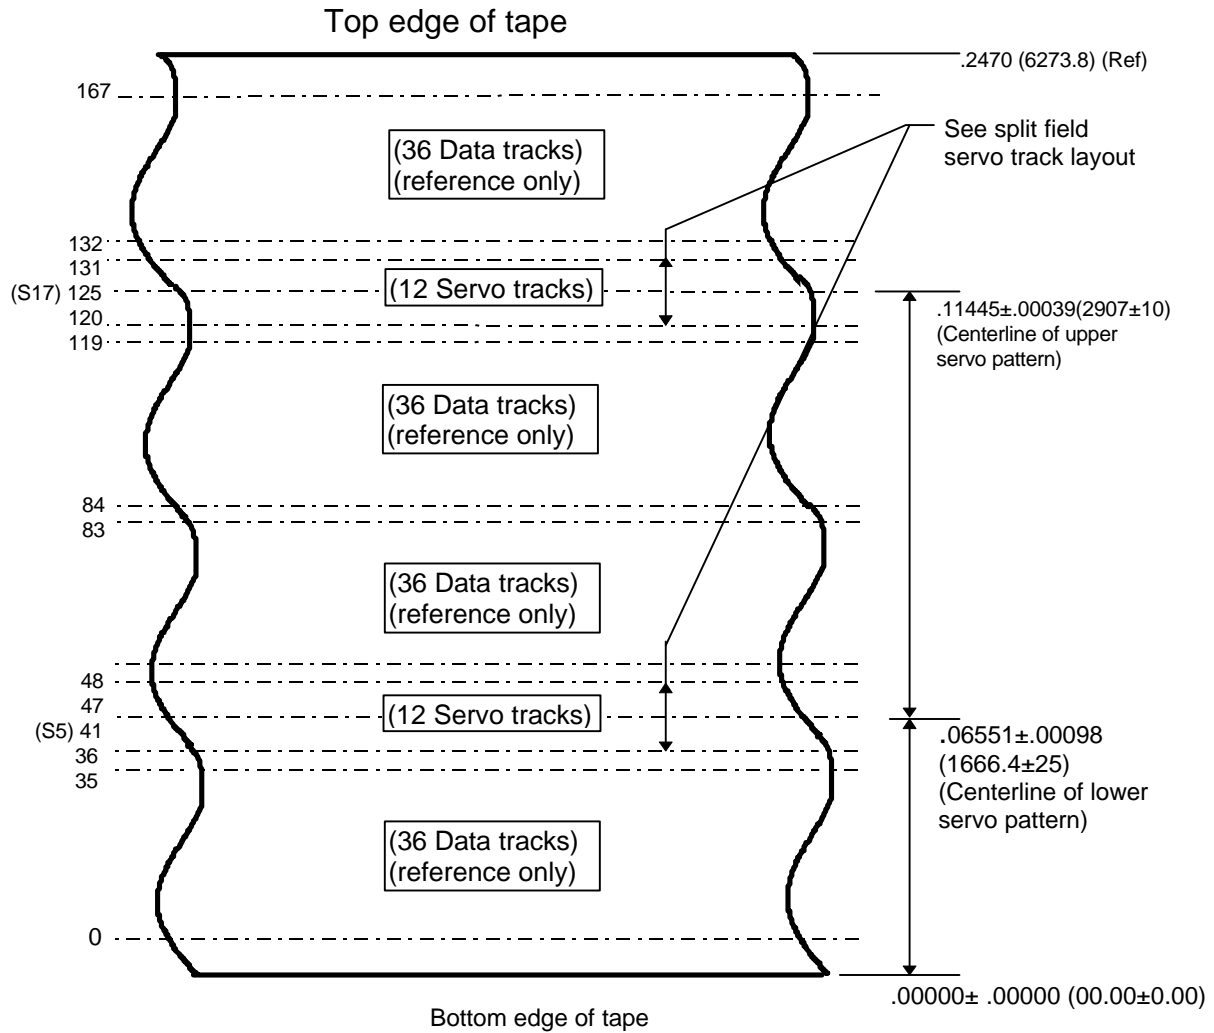 Top edge of tape
.2470 (6273.8) (Ref)
167
See split field
servo track layout
(36 Data tracks)
(reference only)
132
131
(S17) 125
(12 Servo tracks)
120
119
.11445±.00039(2907±10)
(Centerline of upper
servo pattern)
(36 Data tracks)
(reference only)
84
83
(36 Data tracks)
(reference only)
48
47
(S5) 41
(12 Servo tracks)
36
35
.06551±.00098
(1666.4±25)
(Centerline of lower
servo pattern)
(36 Data tracks)
(reference only)
0
.00000± .00000 (00.00±0.00)
Bottom edge of tape